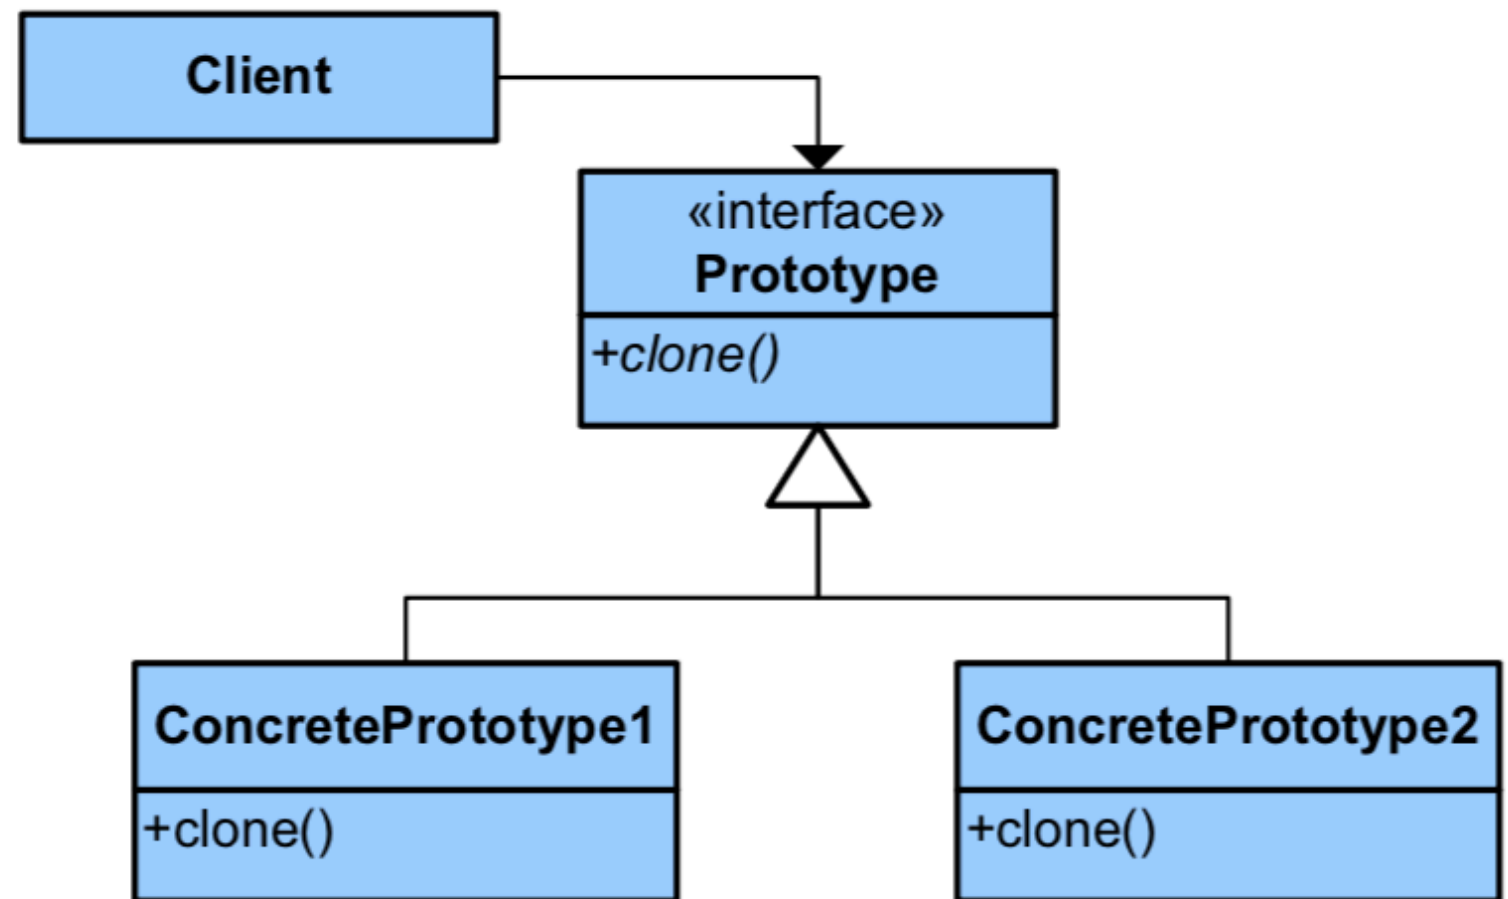 Client
«interface»
Prototype
+clone()
ConcretePrototype1
ConcretePrototype2
+clone()
+clone()